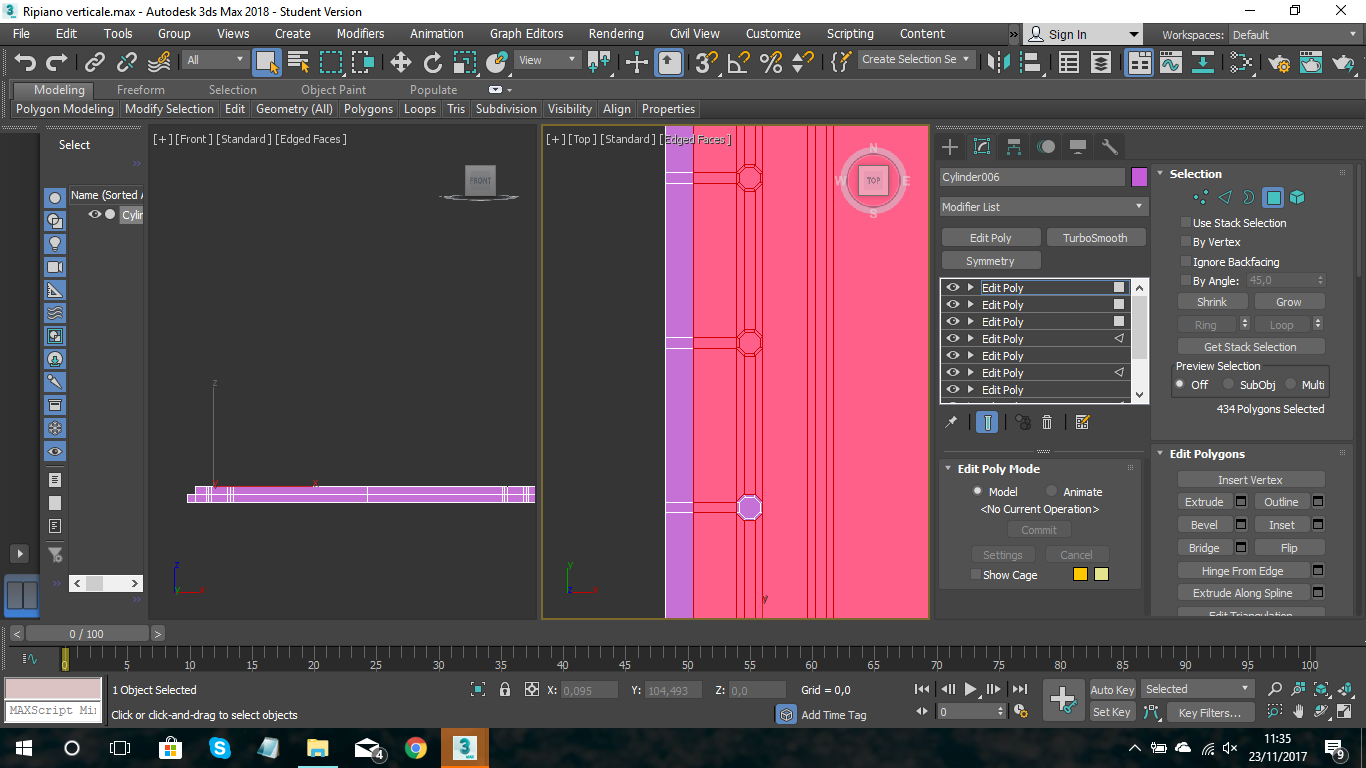 Ripiano verticale.max - Autodesk 3ds Max 2018 - Student Version
File Edit Tools Group Views Create Modifiers Animation Graph Editors Rendering Civil View Customize Scripting Content » Sign In Workspaces: Default
All View Create Selection Se
Modeling Freeform Selection Object Paint Populate
Polygon Modeling Modify Selection Edit Geometry (All) Polygons Loops Tris Subdivision Visibility Align Properties
Select
Name (Sorted A
Cylin
[+] [Front] [Standard] [Edged Faces]
FRONT
z
x
z
y
x
[+] [Top] [Standard] [Edged Faces]
N
W TOP E
S
y
y
z
x
Cylinder006
Modifier List
Edit Poly TurboSmooth
Symmetry
Edit Poly
Edit Poly
Edit Poly
Edit Poly
Edit Poly
Edit Poly
Edit Poly
Edit Poly Mode
Model Animate
<No Current Operation>
Commit
Settings Cancel
Show Cage
Selection
Use Stack Selection
By Vertex
Ignore Backfacing
By Angle: 45,0
Shrink Grow
Ring Loop
Get Stack Selection
Preview Selection
Off SubObj Multi
434 Polygons Selected
Edit Polygons
Insert Vertex
Extrude Outline
Bevel Inset
Bridge Flip
Hinge From Edge
Extrude Along Spline
Edit Triangulation
< 0 / 100 >
0 5 10 15 20 25 30 35 40 45 50 55 60 65 70 75 80 85 90 95 100
1 Object Selected X: 0,095 Y: 104,493 Z: 0,0 Grid = 0,0 Auto Key Selected
MAXScript Mi
Click or click-and-drag to select objects Add Time Tag 0 Set Key Key Filters...
4
3
MAX
11:35
23/11/2017
9